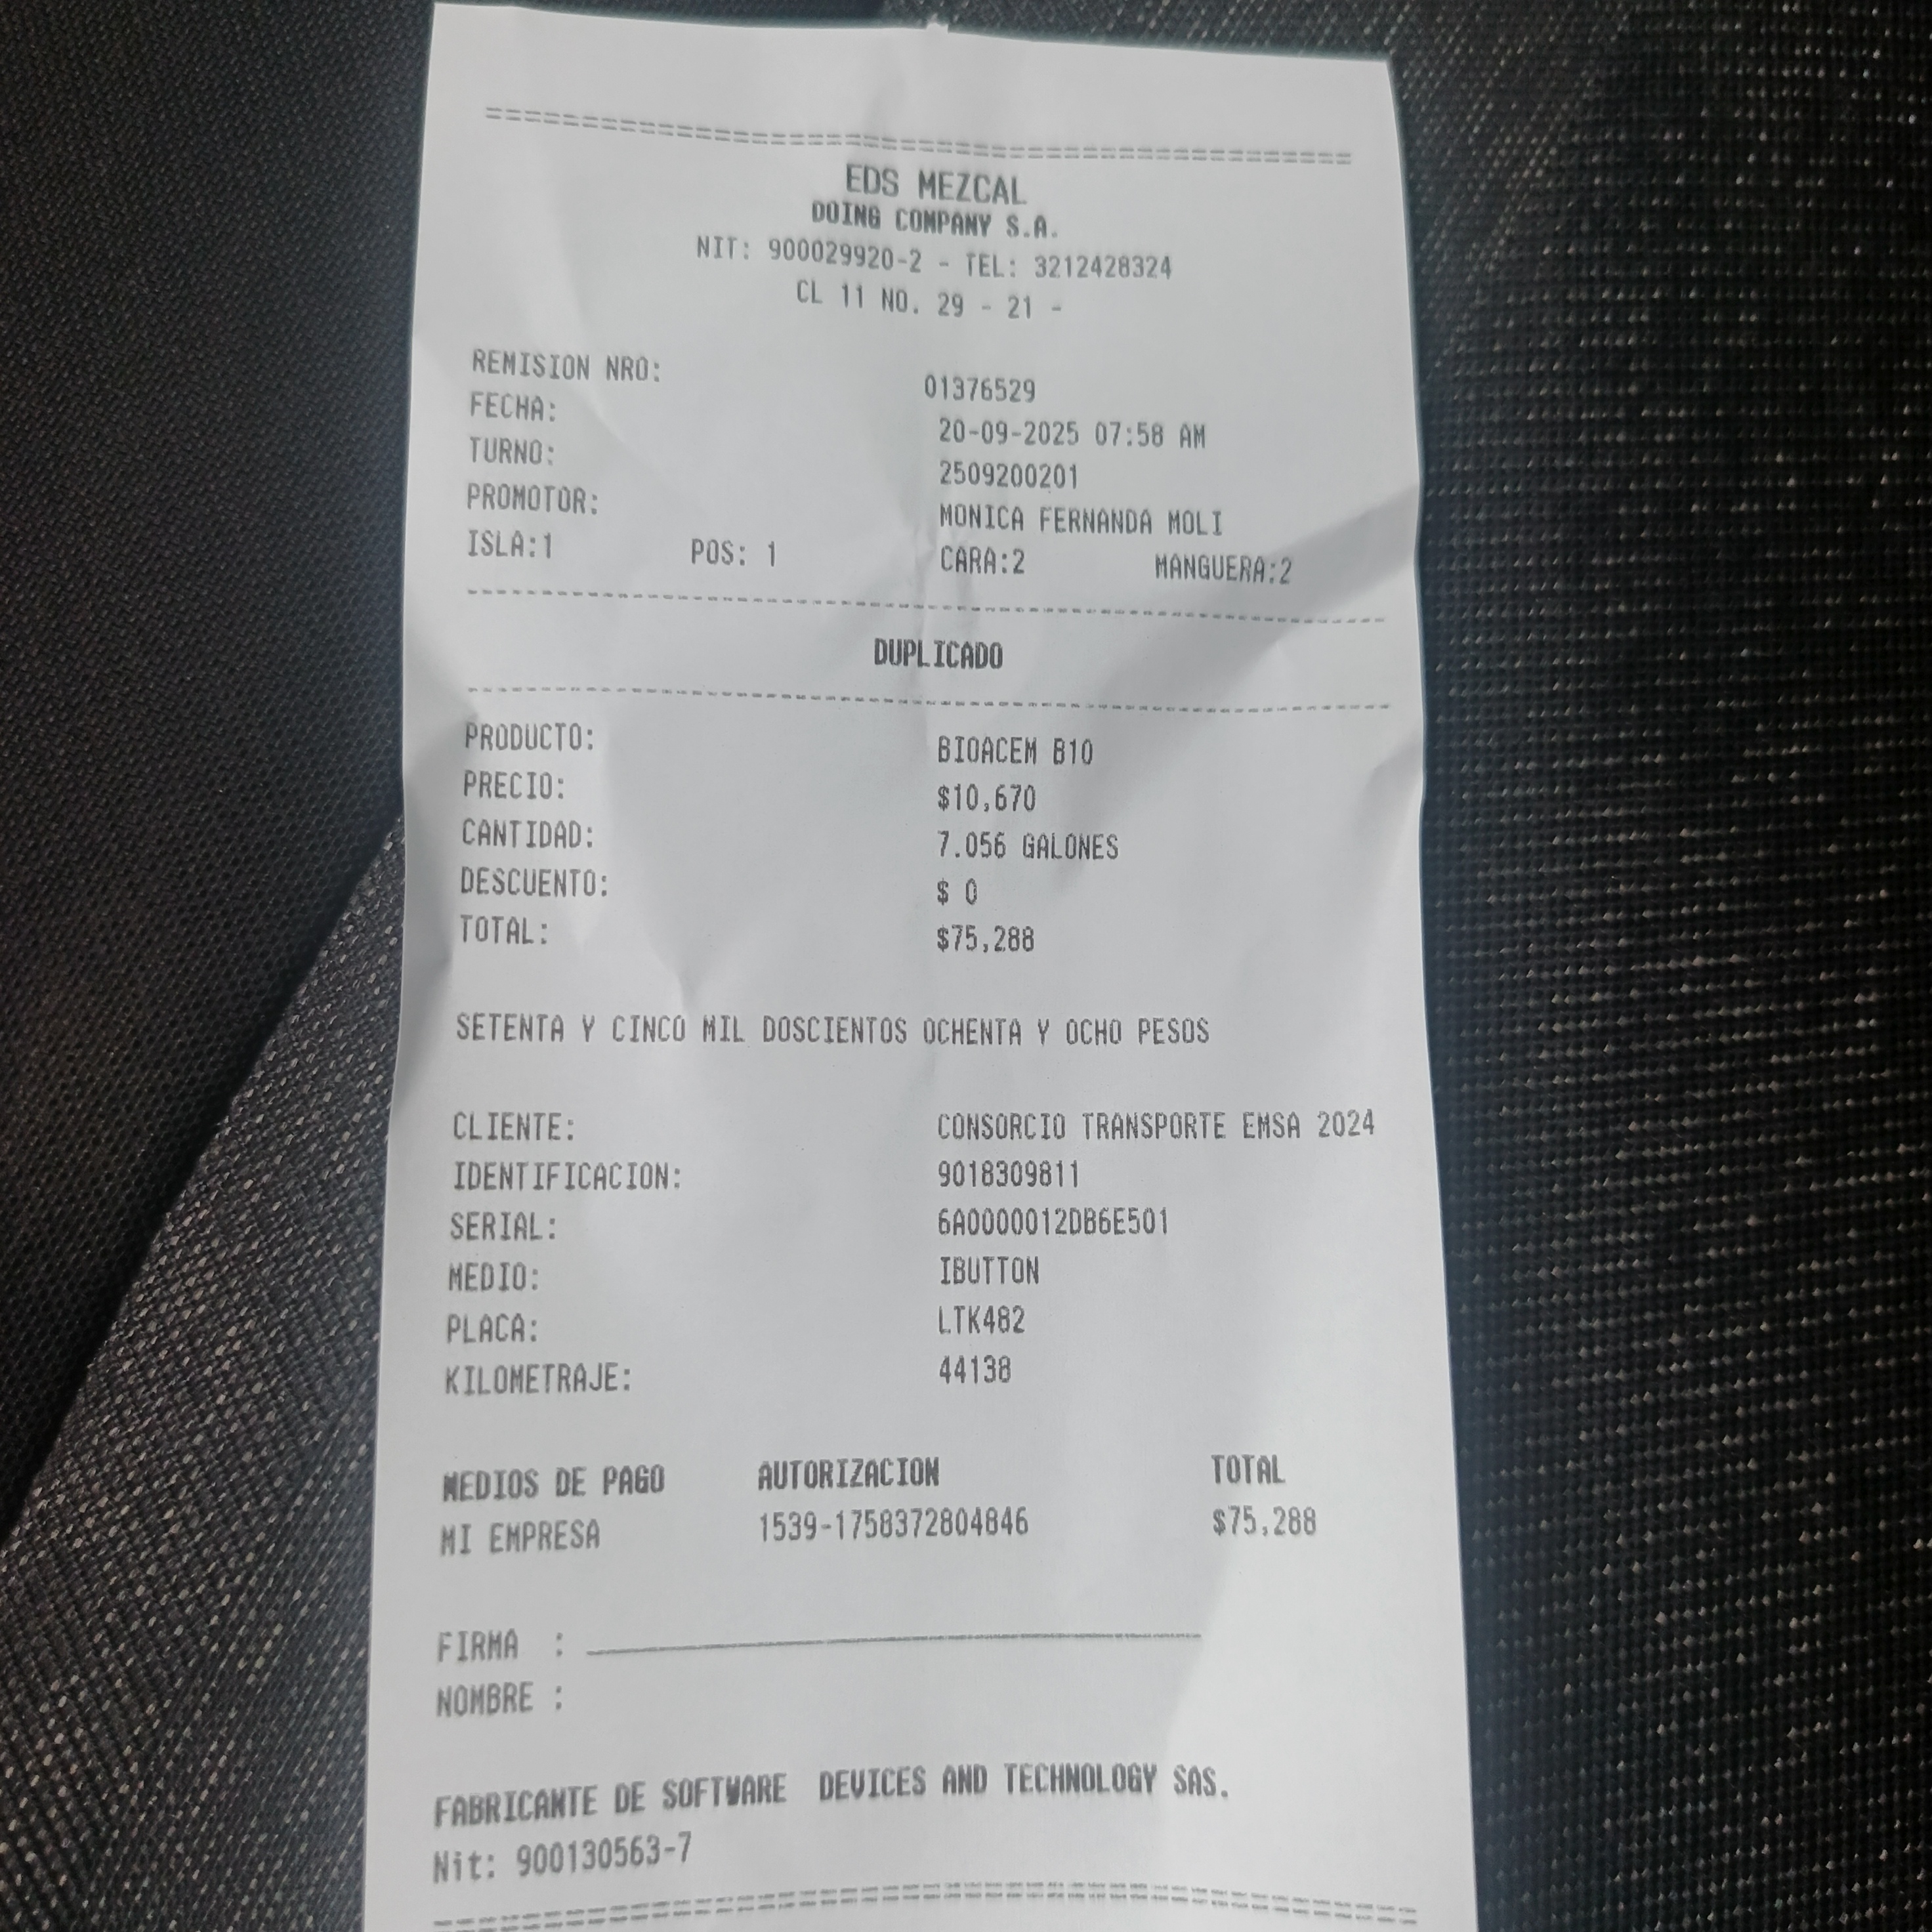 EDS MEZCAL
DOING COMPANY S.A.
NIT: 900029920-2 - TEL: 3212428324
CL 11 NO. 29 - 21 -
REMISION NRO: 01376529
FECHA: 20-09-2025 07:58 AM
TURNO: 2509200201
PROMOTOR: MONICA FERNANDA MOLI
ISLA:1 POS: 1 CARA:2 MANGUERA:2
DUPLICADO
PRODUCTO: BIOACEM B10
PRECIO: $10,670
CANTIDAD: 7.056 GALONES
DESCUENTO: $ 0
TOTAL: $75,288
SETENTA Y CINCO MIL DOSCIENTOS OCHENTA Y OCHO PESOS
CLIENTE: CONSORCIO TRANSPORTE EMSA 2024
IDENTIFICACION: 9018309811
SERIAL: 6A0000012DB6E501
MEDIO: IBUTTON
PLACA: LTK482
KILOMETRAJE: 44138
MEDIOS DE PAGO AUTORIZACION TOTAL
MI EMPRESA 1539-1758372804846 $75,288
FIRMA :
NOMBRE :
FABRICANTE DE SOFTWARE DEVICES AND TECHNOLOGY SAS.
Nit: 900130563-7